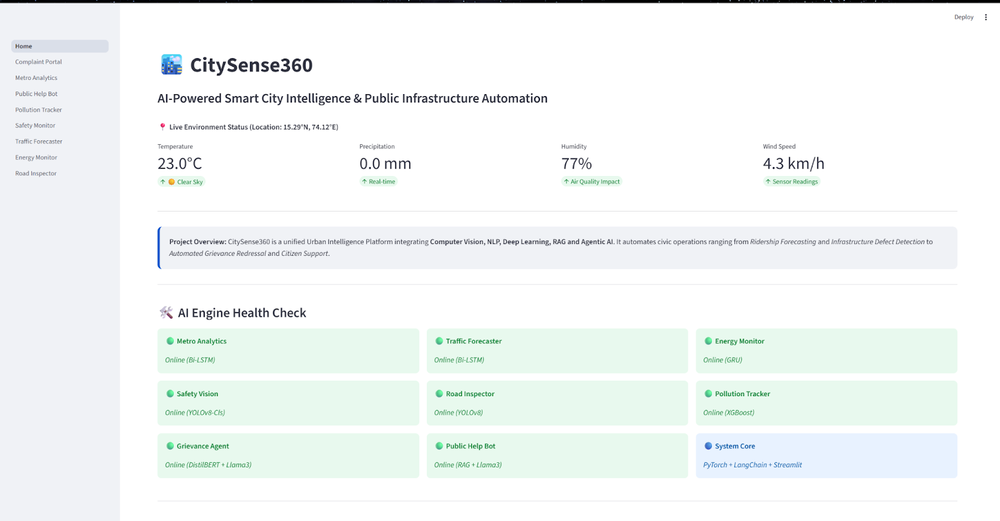 Deploy
Home
Complaint Portal
Metro Analytics
Public Help Bot
Pollution Tracker
Safety Monitor
Traffic Forecaster
Energy Monitor
Road Inspector
CitySense360
AI-Powered Smart City Intelligence & Public Infrastructure Automation
Live Environment Status (Location: 15.29°N, 74.12°E)
Temperature
23.0°C
↑ Clear Sky
Precipitation
0.0 mm
↑ Real-time
Humidity
77%
↑ Air Quality Impact
Wind Speed
4.3 km/h
↑ Sensor Readings
Project Overview: CitySense360 is a unified Urban Intelligence Platform integrating Computer Vision, NLP, Deep Learning, RAG and Agentic AI. It automates civic operations ranging from Ridership Forecasting and Infrastructure Defect Detection to
Automated Grievance Redressal and Citizen Support.
AI Engine Health Check
Metro Analytics
Online (Bi-LSTM)
Traffic Forecaster
Online (Bi-LSTM)
Energy Monitor
Online (GRU)
Safety Vision
Online (YOLOv8-Cls)
Road Inspector
Online (YOLOv8)
Pollution Tracker
Online (XGBoost)
Grievance Agent
Online (DistilBERT + Llama3)
Public Help Bot
Online (RAG + Llama3)
System Core
PyTorch + LangChain + Streamlit